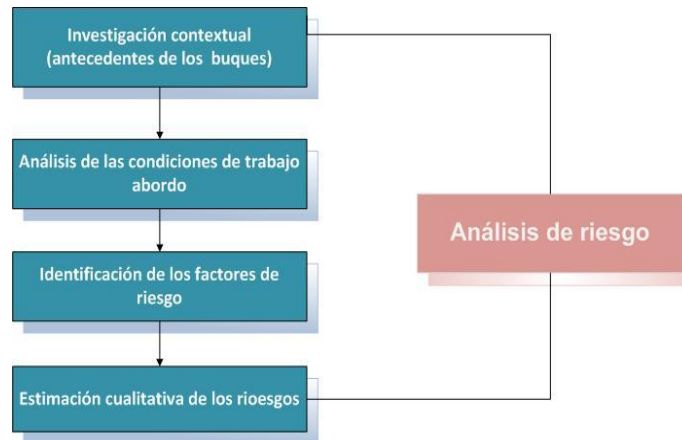 Investigación contextual
(antecedentes de los buques)
Análisis de las condiciones de trabajo
abordo
Identificación de los factores de
riesgo
Estimación cualitativa de los rioesgos
Análisis de riesgo